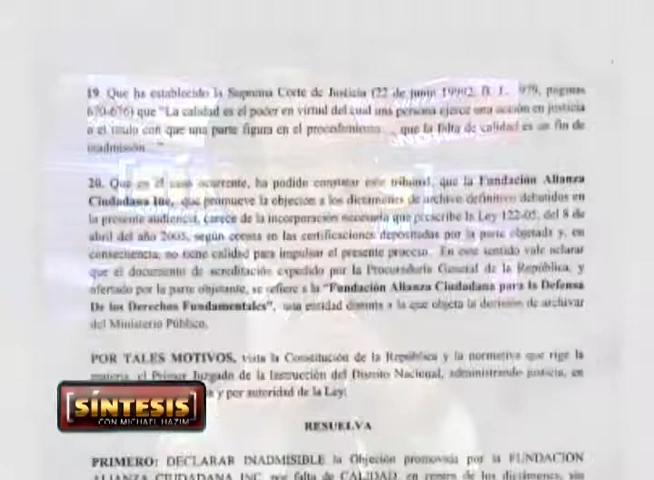 19. Que ha establecido la Suprema Corte de Justicia (22 de junio 1999?, B. J. 979, páginas
670-676) que "La calidad es el poder en virtud del cual una persona ejerce una acción en justicia
o el título con que una parte figura en el procedimiento... que la falta de calidad es un fin de
inadmisión..."
20. Que en el caso ocurrente, ha podido constatar este tribunal, que la Fundación Alianza
Ciudadana Inc, que promueve la objeción a los dictámenes de archivo definitivo debatidos en
la presente audiencia, carece de la incorporación necesaria que prescribe la Ley 122-05, del 8 de
abril del año 2005, según consta en las certificaciones depositadas por la parte objetada y, en
consecuencia, no tiene calidad para impulsar el presente proceso. En este sentido vale aclarar
que el documento de acreditación expedido por la Procuraduría General de la República, y
ofertado por la parte objetante, se refiere a la "Fundación Alianza Ciudadana para la Defensa
De los Derechos Fundamentales", una entidad distinta a la que objeta la decisión de archivar
del Ministerio Público.
POR TALES MOTIVOS, vista la Constitución de la República y la normativa que rige la
materia, el Primer Juzgado de la Instrucción del Distrito Nacional, administrando justicia, en
a y por autoridad de la Ley;
[SÍNTESIS]
CON MICHAEL HAZIM
RESUELVA
PRIMERO: DECLARAR INADMISIBLE la Objeción promovida por la FUNDACION
ALIANZA CIUDADANA INC, por falta de CALIDAD, en contra de los dictámenes, sin